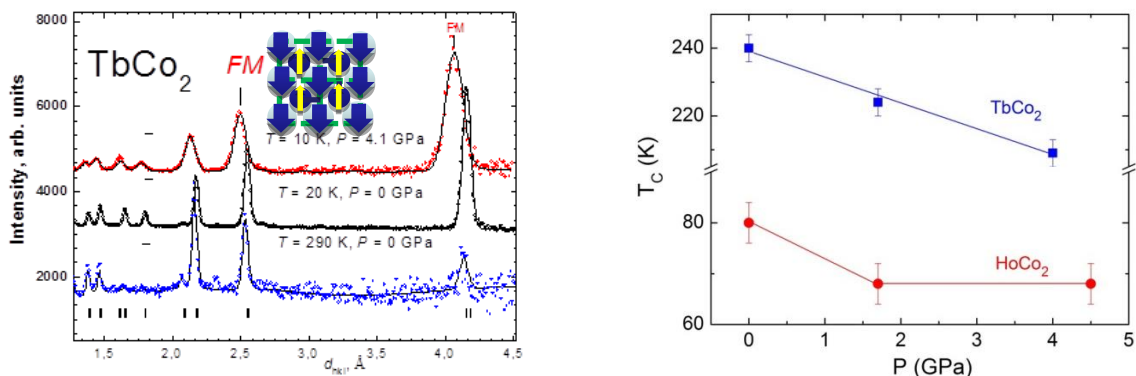 8000
6000
4000
2000
Intensity, arb. units
TbCo2
FM
FM
T = 10 K, P = 4.1 GPa
T = 20 K, P = 0 GPa
T = 290 K, P = 0 GPa
1,5 2,0 2,5 3,0 3,5 4,0 4,5
dhkl, Å
240
220
80
60
TC (K)
TbCo2
HoCo2
0 1 2 3 4 5
P (GPa)